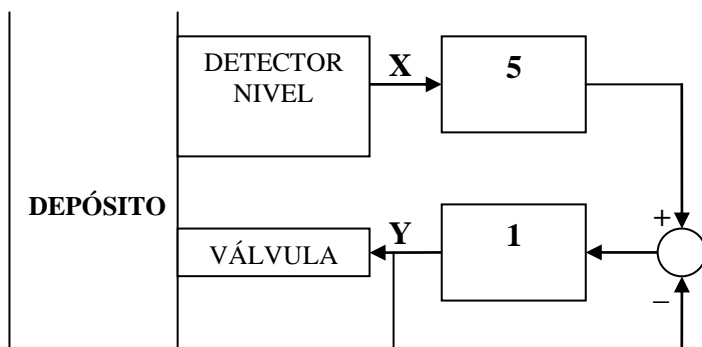 DETECTOR
NIVEL
X
5
DEPÓSITO
+
VÁLVULA
Y
1
−